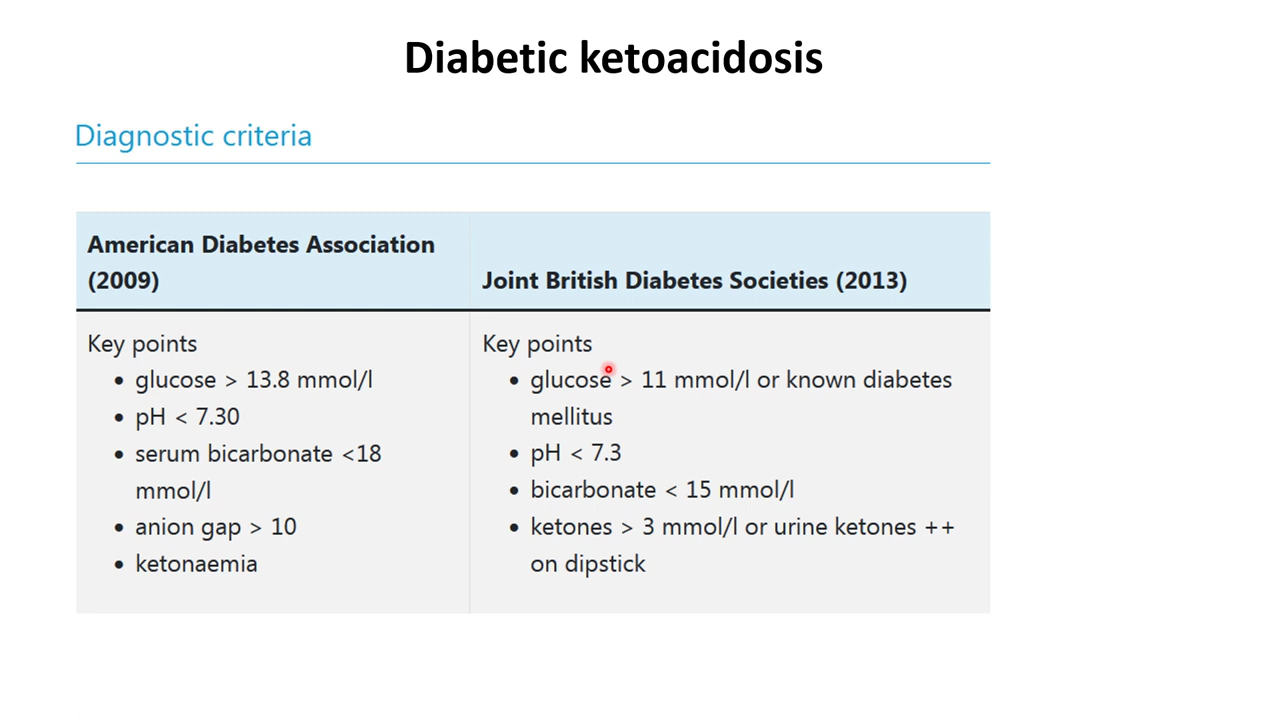 Diabetic ketoacidosis
Diagnostic criteria
American Diabetes Association
(2009)
Joint British Diabetes Societies (2013)
Key points
• glucose > 13.8 mmol/l
• pH < 7.30
• serum bicarbonate <18
mmol/l
• anion gap > 10
• ketonaemia
Key points
• glucose > 11 mmol/l or known diabetes
mellitus
• pH < 7.3
• bicarbonate < 15 mmol/l
• ketones > 3 mmol/l or urine ketones ++
on dipstick